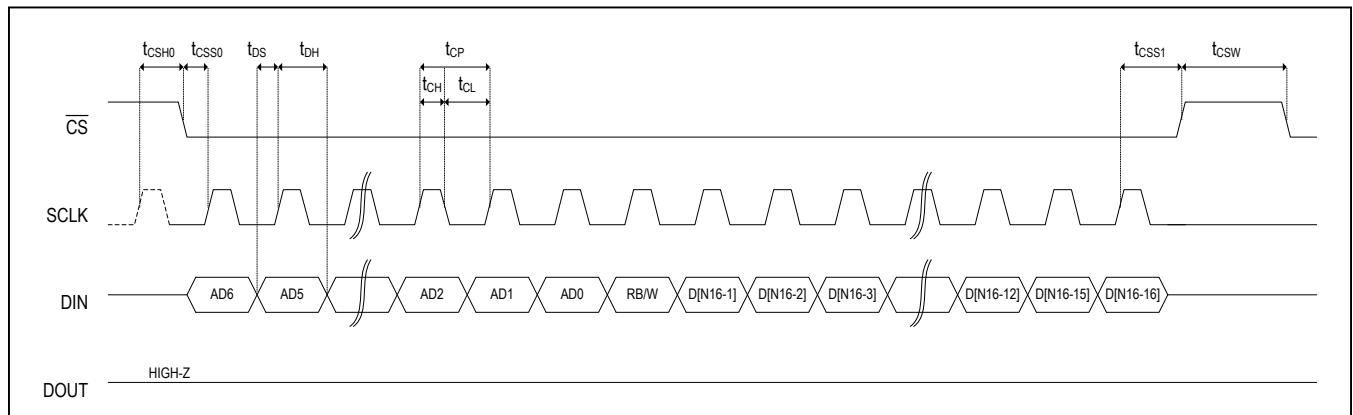 tCSH0 tCSS0 tDS tDH tCP tCSS1 tCSW
tCH tCL
CS
SCLK
DIN AD6 AD5 AD2 AD1 AD0 RB/W D[N16-1] D[N16-2] D[N16-3] D[N16-12] D[N16-15] D[N16-16]
HIGH-Z
DOUT